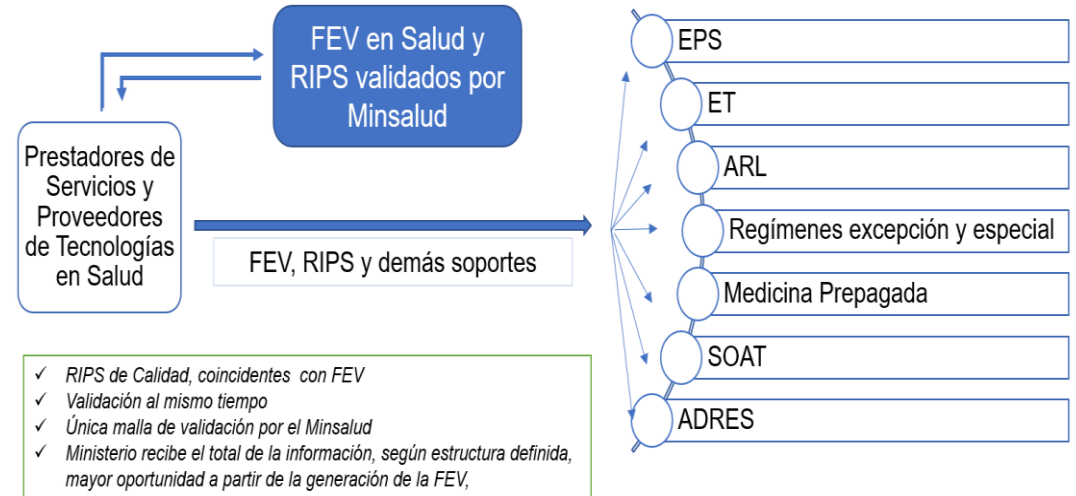 FEV en Salud y
RIPS validados por
Minsalud
Prestadores de
Servicios y
Proveedores
de Tecnologías
en Salud
FEV, RIPS y demás soportes
EPS
ET
ARL
Regímenes excepción y especial
Medicina Prepagada
SOAT
ADRES
✓ RIPS de Calidad, coincidentes con FEV
✓ Validación al mismo tiempo
✓ Única malla de validación por el Minsalud
✓ Ministerio recibe el total de la información, según estructura definida,
mayor oportunidad a partir de la generación de la FEV,